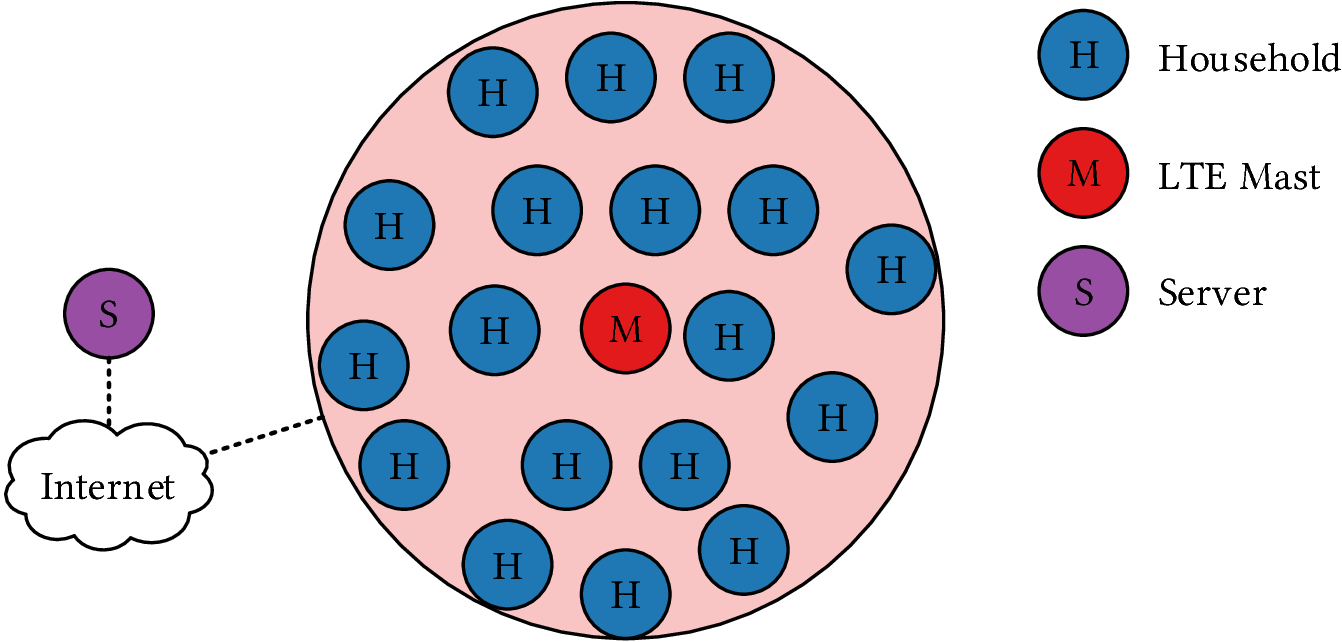 H H H
H Household
M LTE Mast
S Server
H H H H
H
S
H M H
H
H
H H H
Internet
H
H
H